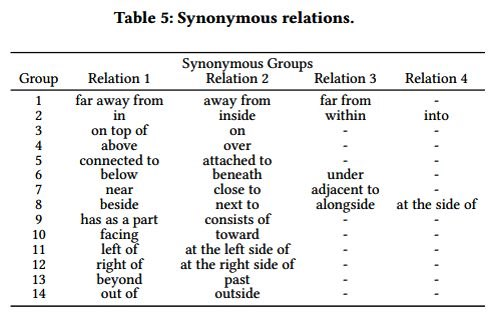 Table 5: Synonymous relations.
Synonymous Groups
Group Relation 1 Relation 2 Relation 3 Relation 4
1 far away from away from far from -
2 in inside within into
3 on top of on - -
4 above over - -
5 connected to attached to - -
6 below beneath under -
7 near close to adjacent to -
8 beside next to alongside at the side of
9 has as a part consists of - -
10 facing toward - -
11 left of at the left side of - -
12 right of at the right side of - -
13 beyond past - -
14 out of outside - -